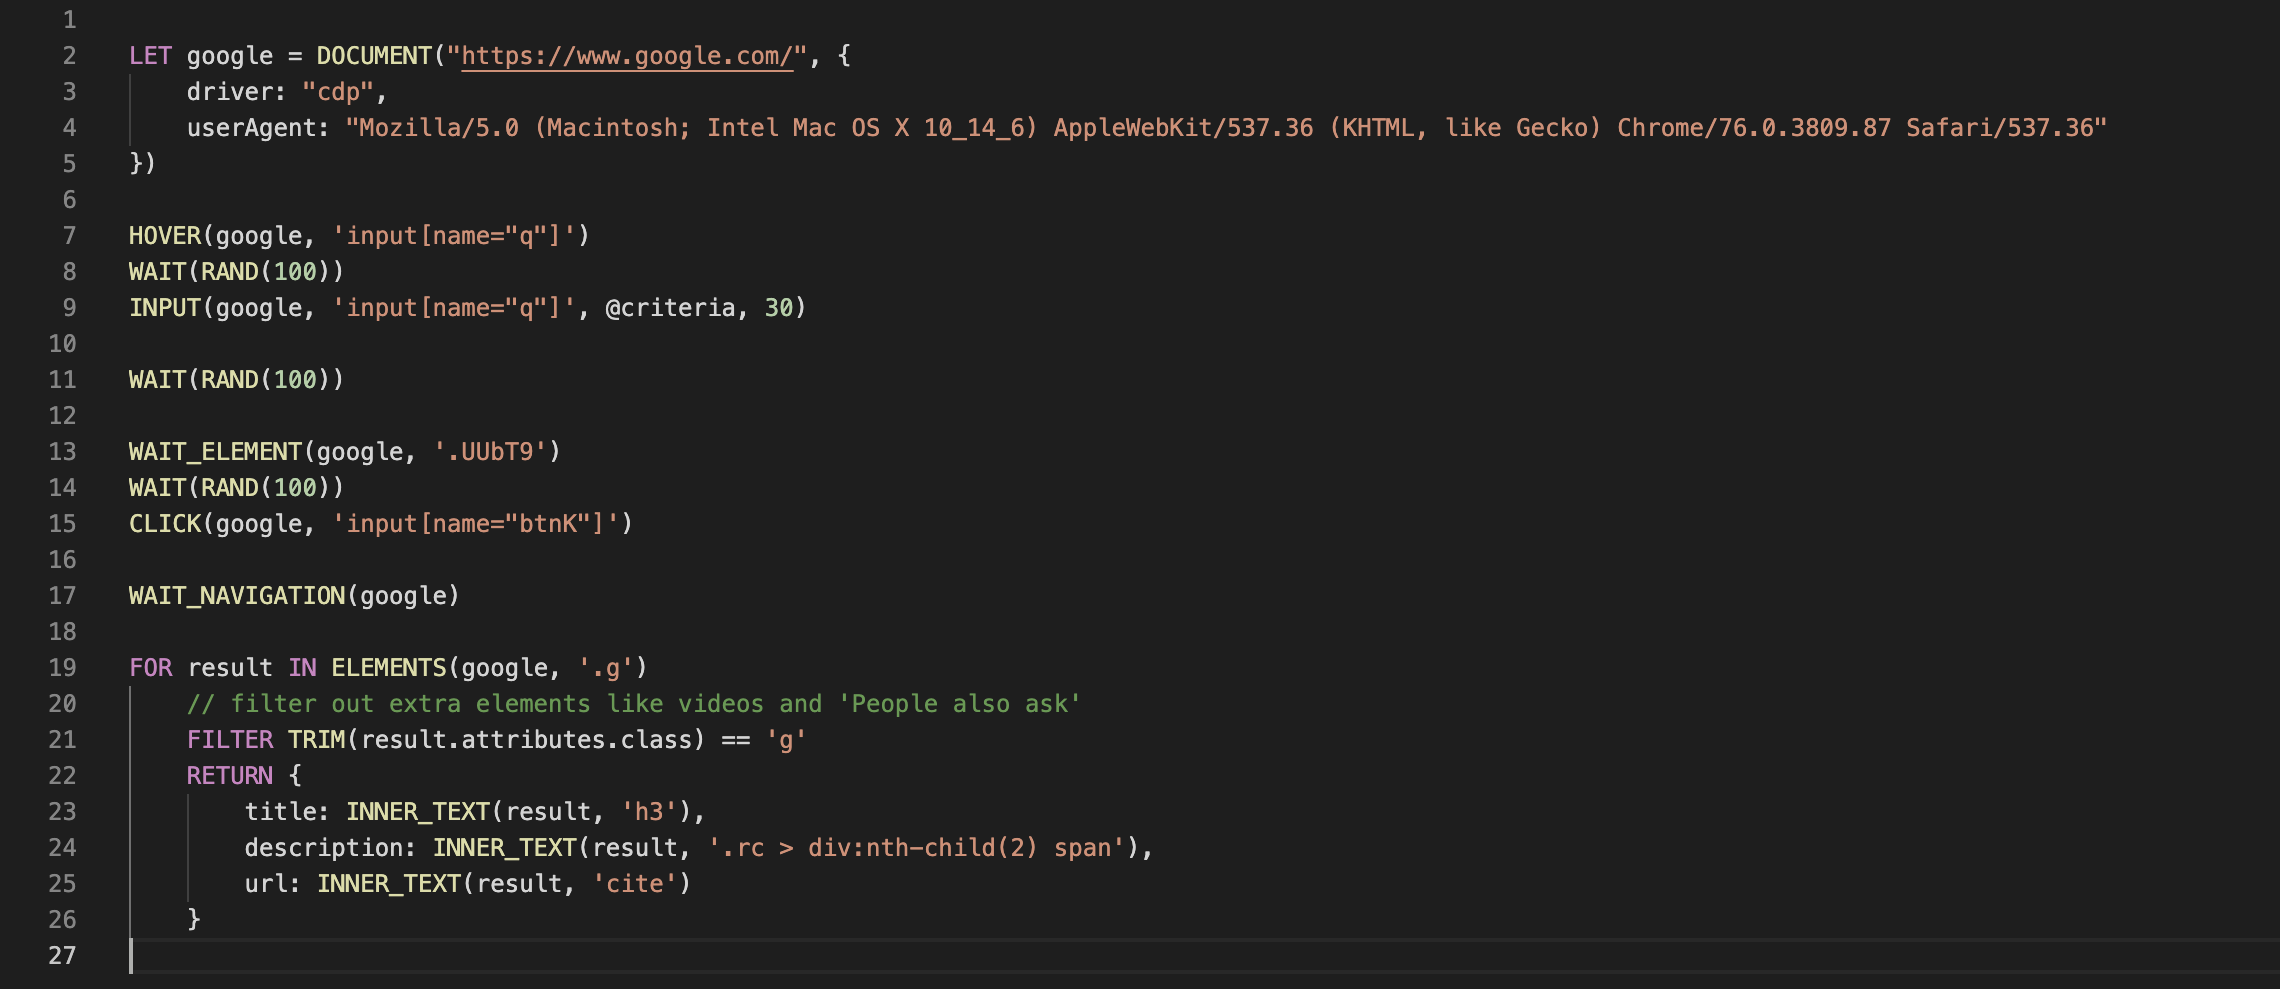 1
2 LET google = DOCUMENT("https://www.google.com/", {
3     driver: "cdp",
4     userAgent: "Mozilla/5.0 (Macintosh; Intel Mac OS X 10_14_6) AppleWebKit/537.36 (KHTML, like Gecko) Chrome/76.0.3809.87 Safari/537.36"
5 })
6
7 HOVER(google, 'input[name="q"]')
8 WAIT(RAND(100))
9 INPUT(google, 'input[name="q"]', @criteria, 30)
10
11 WAIT(RAND(100))
12
13 WAIT_ELEMENT(google, '.UUbT9')
14 WAIT(RAND(100))
15 CLICK(google, 'input[name="btnK"]')
16
17 WAIT_NAVIGATION(google)
18
19 FOR result IN ELEMENTS(google, '.g')
20     // filter out extra elements like videos and 'People also ask'
21     FILTER TRIM(result.attributes.class) == 'g'
22     RETURN {
23         title: INNER_TEXT(result, 'h3'),
24         description: INNER_TEXT(result, '.rc > div:nth-child(2) span'),
25         url: INNER_TEXT(result, 'cite')
26     }
27